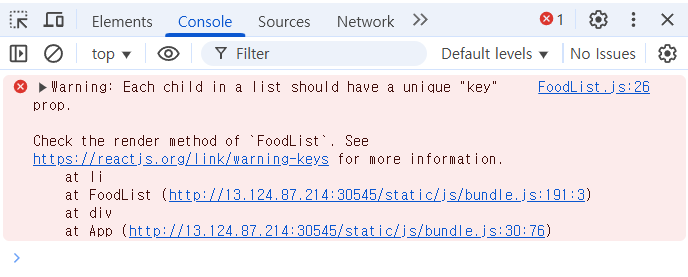 Elements Console Sources Network 1
top Filter Default levels No Issues
Warning: Each child in a list should have a unique "key" FoodList.js:26
prop.
Check the render method of `FoodList`. See
https://reactjs.org/link/warning-keys for more information.
at li
at FoodList (http://13.124.87.214:30545/static/js/bundle.js:191:3)
at div
at App (http://13.124.87.214:30545/static/js/bundle.js:30:76)